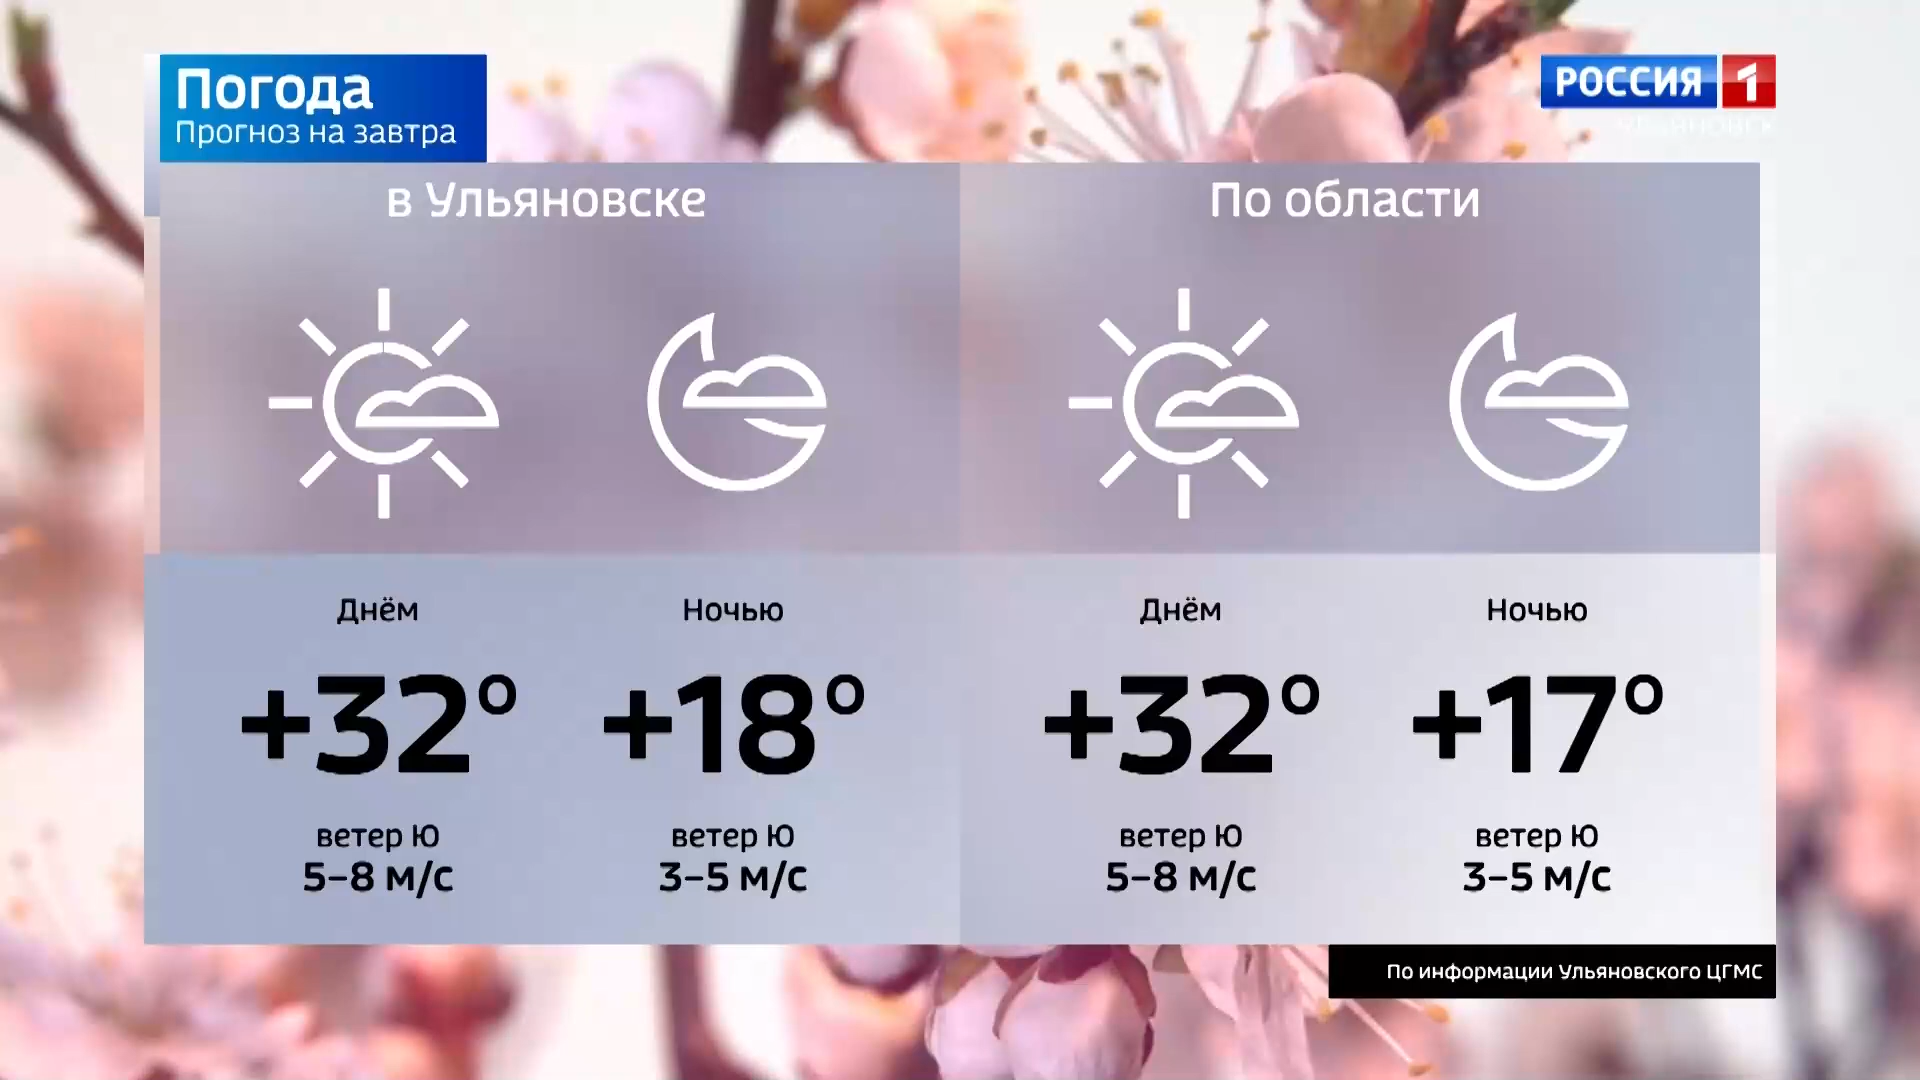 Погода
Прогноз на завтра
РОССИЯ 1
УЛЬЯНОВСК
в Ульяновске
По области
Днём
Ночью
Днём
Ночью
+32°
+18°
+32°
+17°
ветер Ю
ветер Ю
ветер Ю
ветер Ю
5-8 м/с
3-5 м/с
5-8 м/с
3-5 м/с
По информации Ульяновского ЦГМС